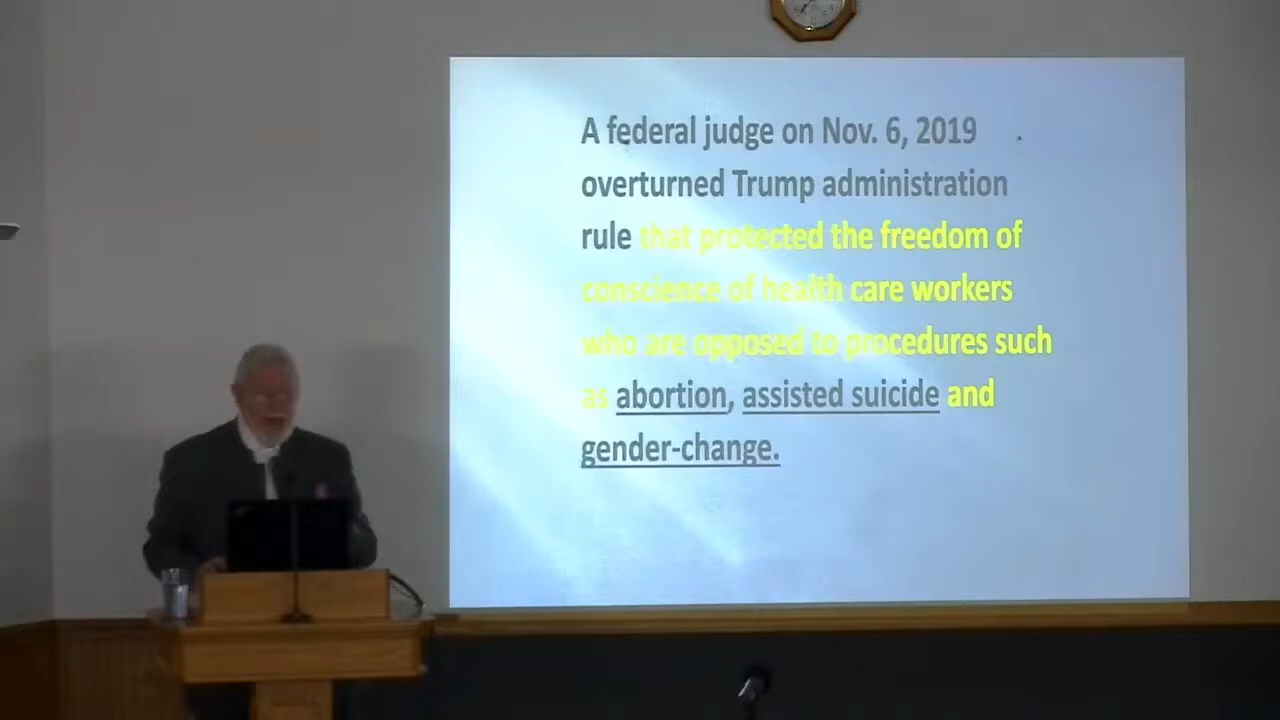 A federal judge on Nov. 6, 2019
overturned Trump administration
rule that protected the freedom of
conscience of health care workers
who are opposed to procedures such
as abortion, assisted suicide and
gender-change.